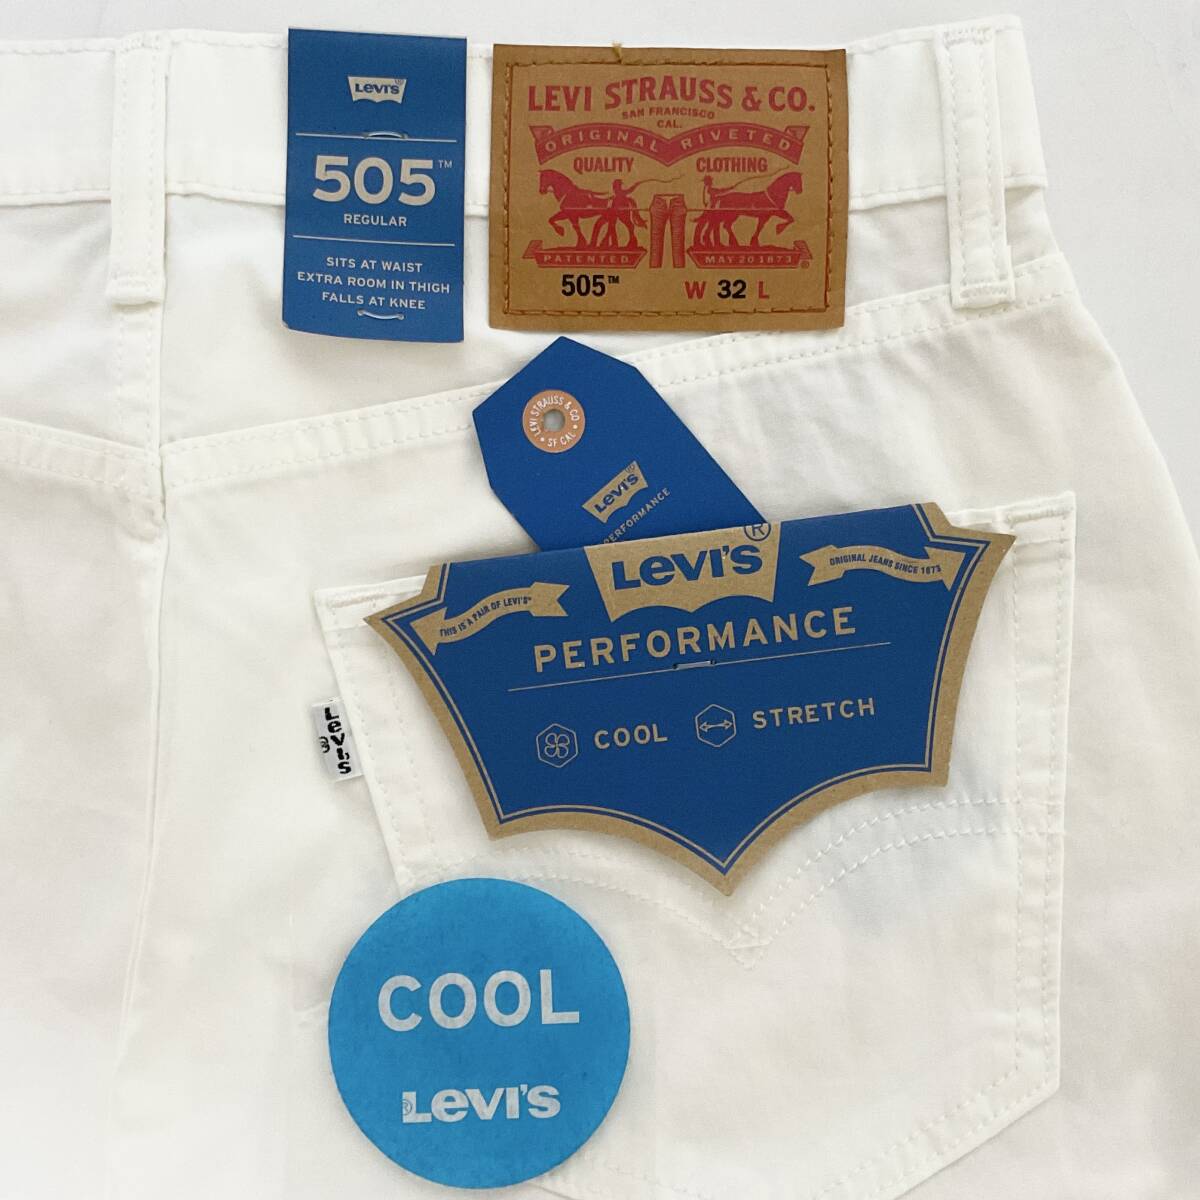 Levi's®
505™
REGULAR
SITS AT WAIST
EXTRA ROOM IN THIGH
FALLS AT KNEE
LEVI STRAUSS & CO.
SAN FRANCISCO
CAL.
ORIGINAL RIVETED
QUALITY CLOTHING
PATENTED MAY 20 1873 ®
505™ W 32 L
LEVI STRAUSS & CO
• SF CAL •
Levi's®
PERFORMANCE
Levi's®
THIS IS A PAIR OF LEVI'S®
ORIGINAL JEANS SINCE 1873
PERFORMANCE
COOL STRETCH
Levi's®
COOL
Levi's®